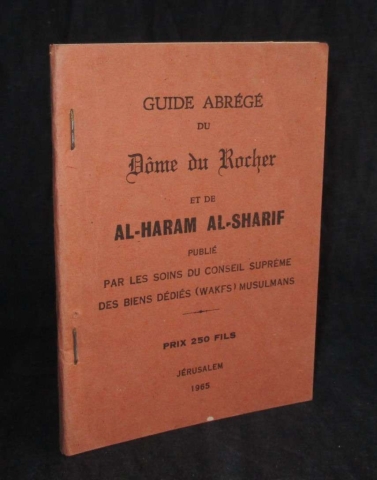 GUIDE ABRÉGÉ
DU
Dôme du Rocher
ET DE
AL-HARAM AL-SHARIF
PUBLIÉ
PAR LES SOINS DU CONSEIL SUPRÊME
DES BIENS DÉDIÉS (WAKFS) MUSULMANS
PRIX 250 FILS
JÉRUSALEM
1965